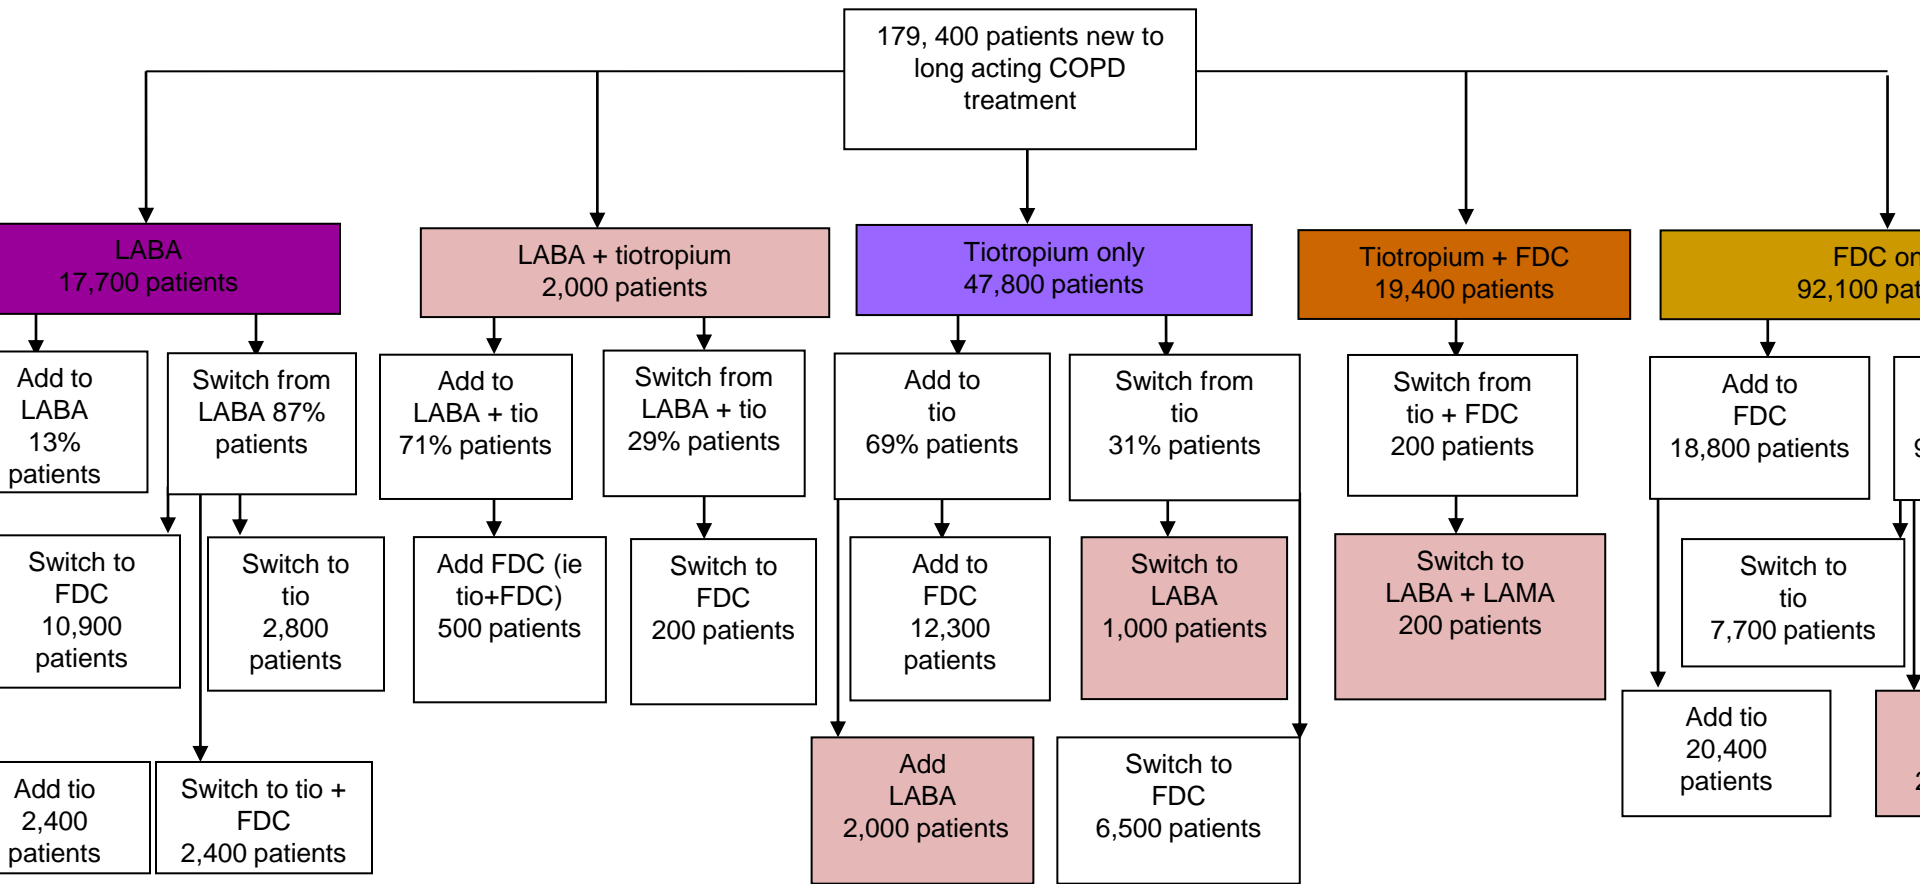 179, 400 patients new to
long acting COPD
treatment
LABA
17,700 patients
LABA + tiotropium
2,000 patients
Tiotropium only
47,800 patients
Tiotropium + FDC
19,400 patients
FDC
92,100
Add to
LABA
13%
patients
Switch from
LABA 87%
patients
Add to
LABA + tio
71% patients
Switch from
LABA + tio
29% patients
Add to
tio
69% patients
Switch from
tio
31% patients
Switch from
tio + FDC
200 patients
Add to
FDC
18,800 patients
Switch to
FDC
10,900
patients
Switch to
tio
2,800
patients
Add FDC (ie
tio+FDC)
500 patients
Switch to
FDC
200 patients
Add to
FDC
12,300
patients
Switch to
LABA
1,000 patients
Switch to
LABA + LAMA
200 patients
Switch to
tio
7,700 patients
Add tio
2,400
patients
Switch to tio +
FDC
2,400 patients
Add
LABA
2,000 patients
Switch to
FDC
6,500 patients
Add tio
20,400
patients